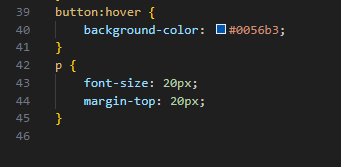 39 button:hover {
40     background-color: #0056b3;
41 }
42 p {
43     font-size: 20px;
44     margin-top: 20px;
45 }
46